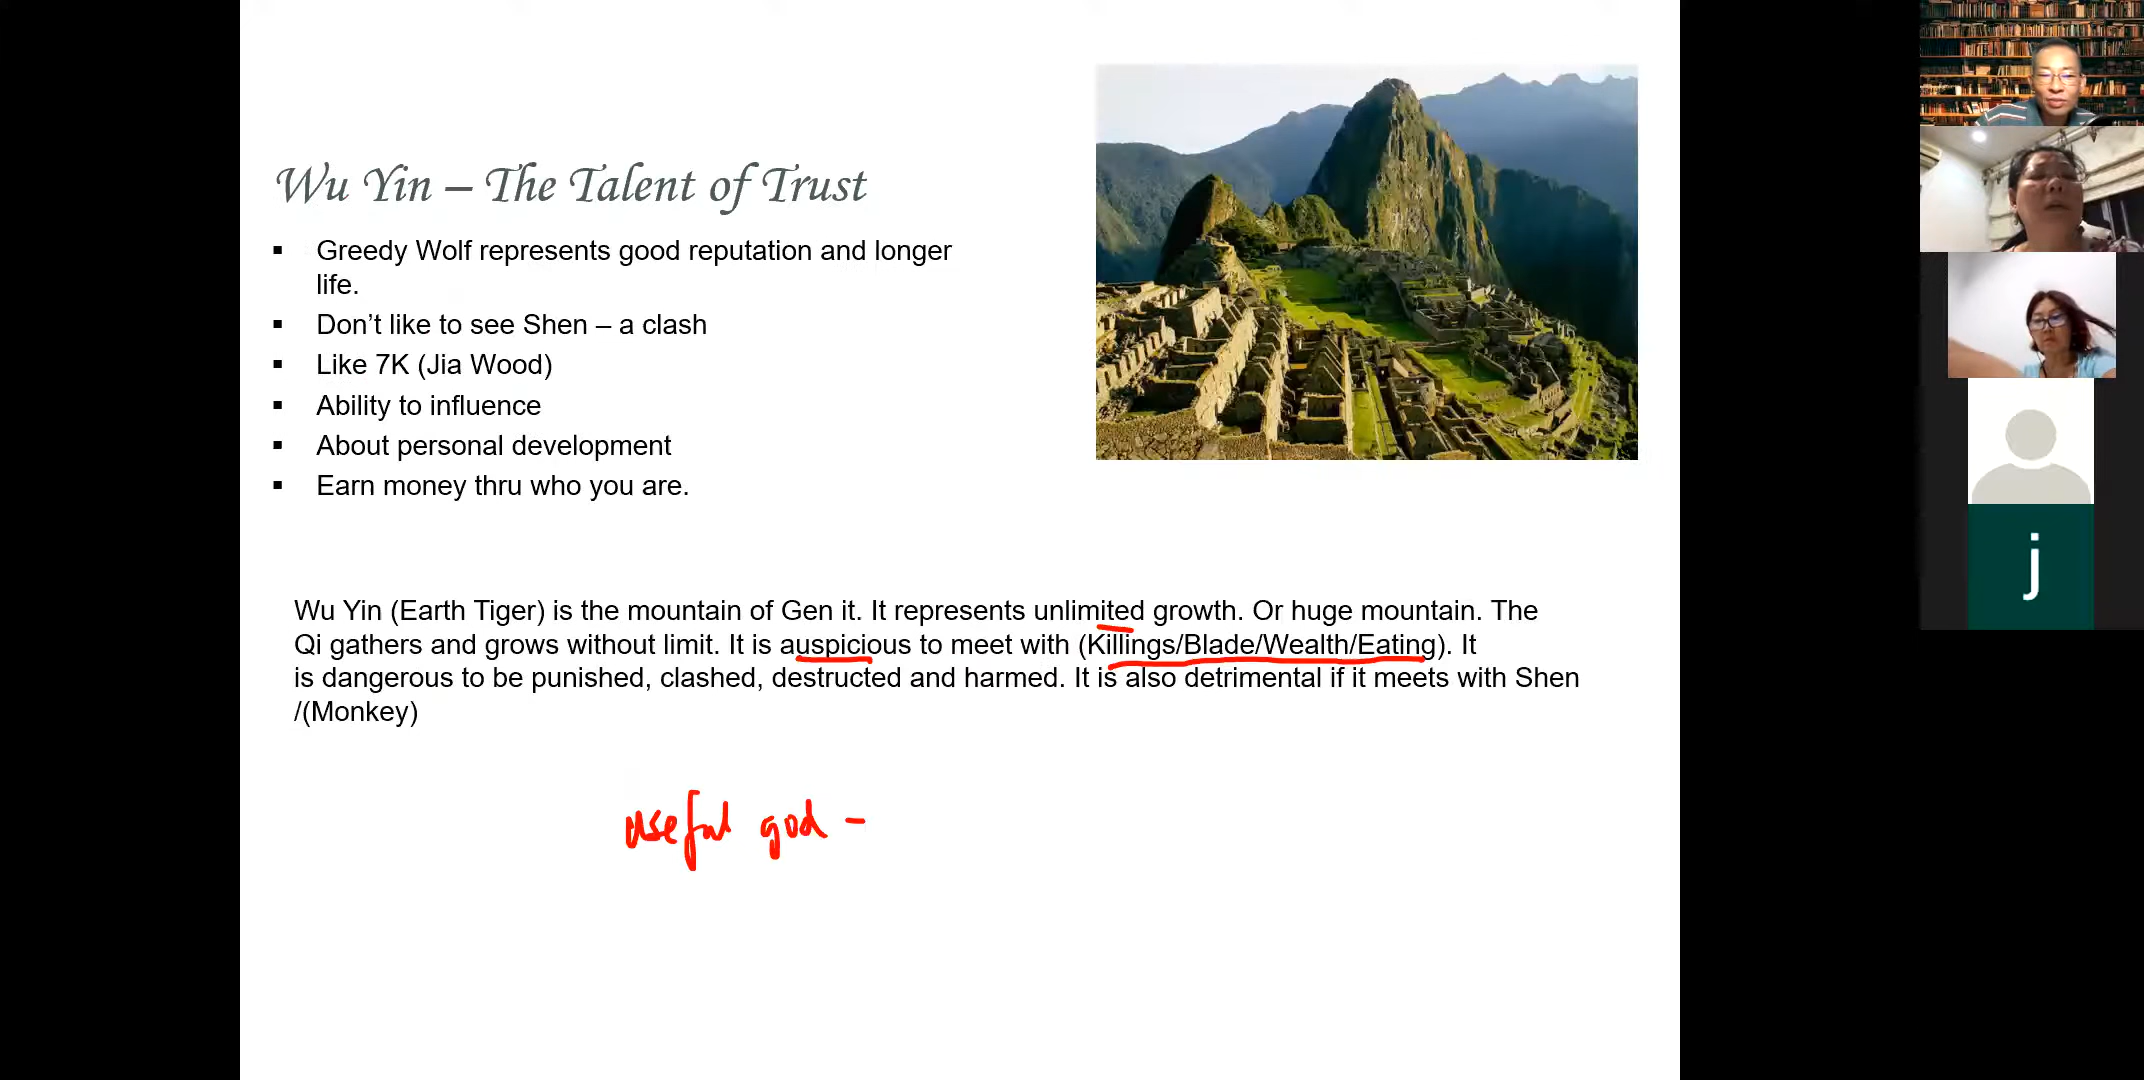 Wu Yin – The Talent of Trust
▪ Greedy Wolf represents good reputation and longer
life.
▪ Don’t like to see Shen – a clash
▪ Like 7K (Jia Wood)
▪ Ability to influence
▪ About personal development
▪ Earn money thru who you are.
Wu Yin (Earth Tiger) is the mountain of Gen it. It represents unlimited growth. Or huge mountain. The
Qi gathers and grows without limit. It is auspicious to meet with (Killings/Blade/Wealth/Eating). It
is dangerous to be punished, clashed, destructed and harmed. It is also detrimental if it meets with Shen
/(Monkey)
useful god –
j